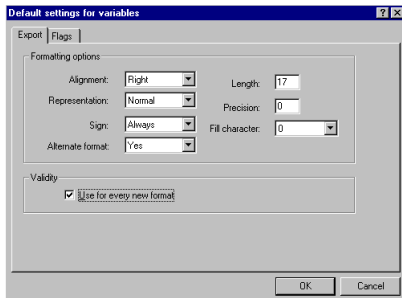 Default settings for variables
Export Flags
Formatting options
Alignment: Right Length: 17
Representation: Normal Precision: 0
Sign: Always Fill character: 0
Alternate format: Yes
Validity
Use for every new format
OK Cancel